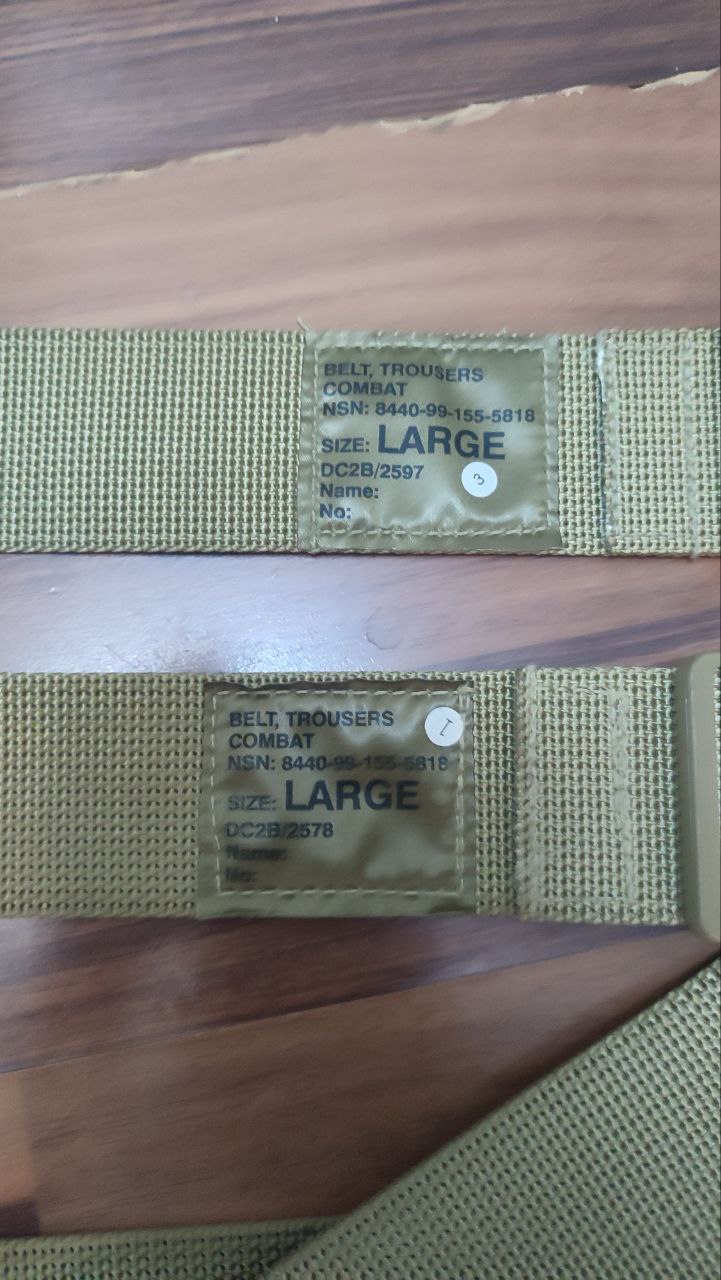 BELT, TROUSERS
COMBAT
NSN: 8440-99-155-5818
SIZE: LARGE
DC2B/2597
3
Name:
No:
BELT, TROUSERS
1
COMBAT
NSN: 8440-99-155-5818
SIZE: LARGE
DC2B/2578
Name:
No: